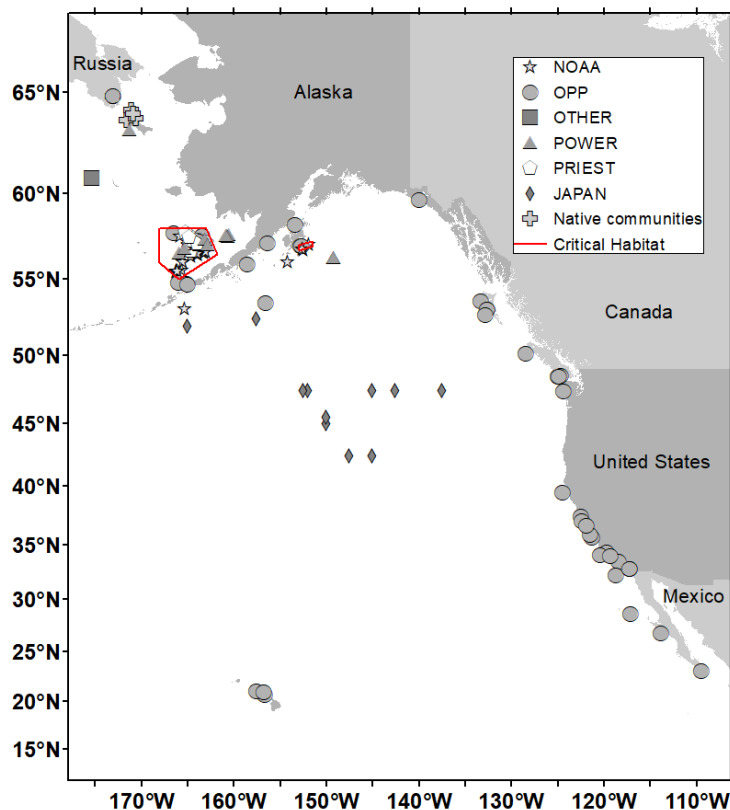 Russia
Alaska
NOAA
OPP
OTHER
POWER
PRIEST
JAPAN
Native communities
Critical Habitat
Canada
United States
Mexico
65°N
60°N
55°N
50°N
45°N
40°N
35°N
30°N
25°N
20°N
15°N
170°W 160°W 150°W 140°W 130°W 120°W 110°W